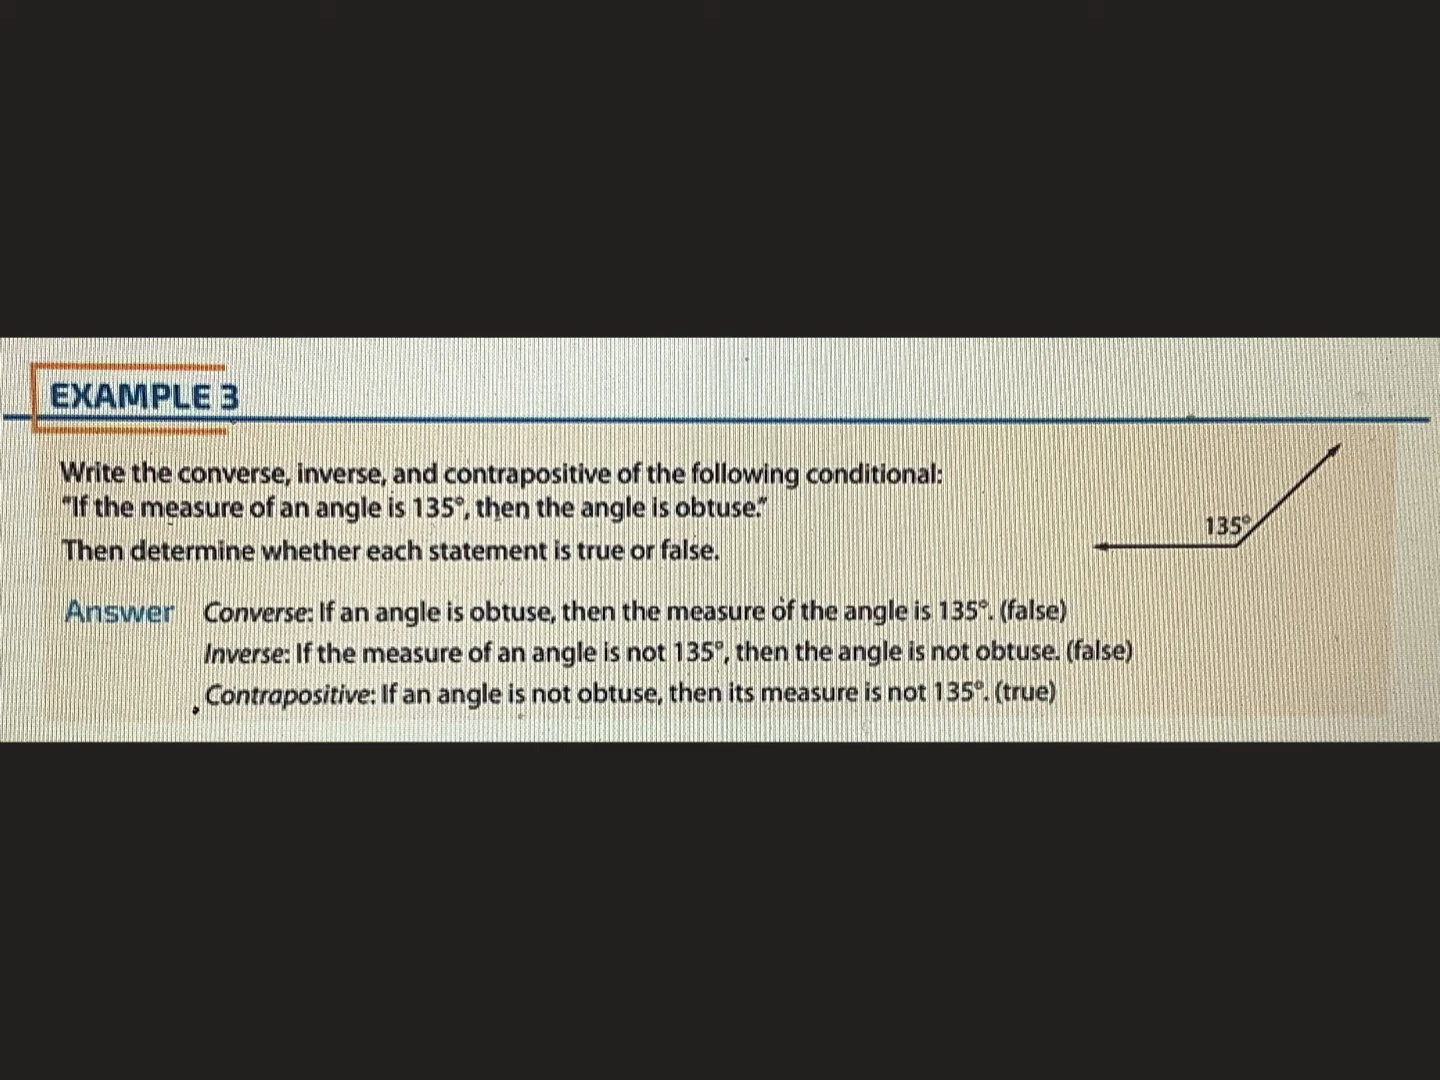 EXAMPLE 3
Write the converse, inverse, and contrapositive of the following conditional:
"If the measure of an angle is 135°, then the angle is obtuse."
Then determine whether each statement is true or false.
135°
Answer Converse: If an angle is obtuse, then the measure of the angle is 135°. (false)
Inverse: If the measure of an angle is not 135°, then the angle is not obtuse. (false)
Contrapositive: If an angle is not obtuse, then its measure is not 135°. (true)